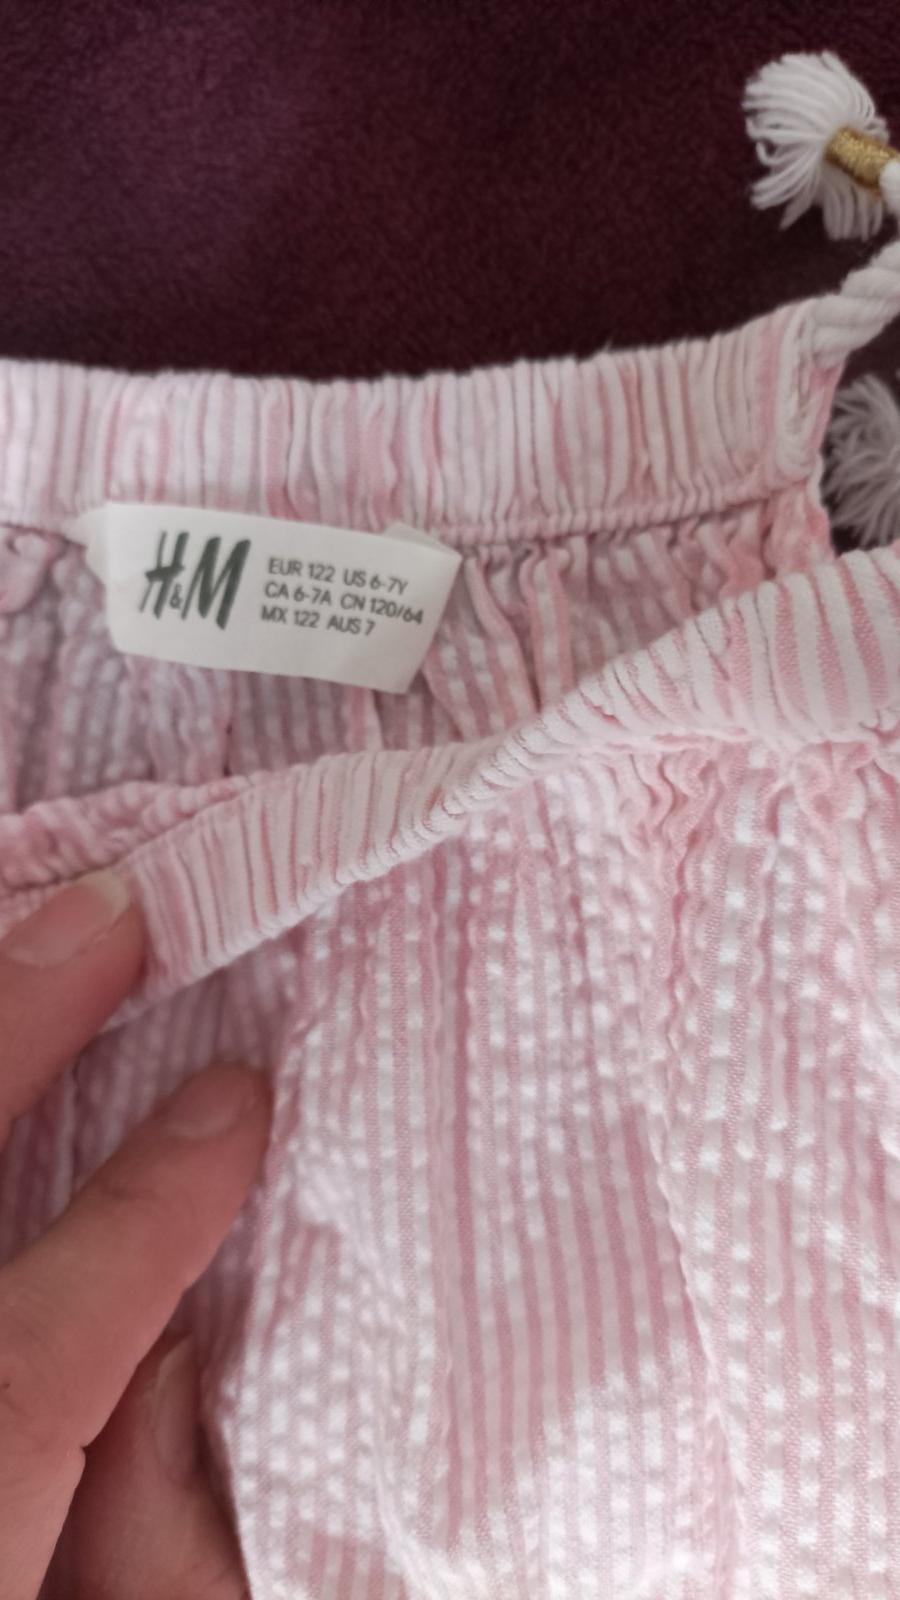 H&M
EUR 122 US 6-7Y
CA 6-7A CN 120/64
MX 122 AUS 7